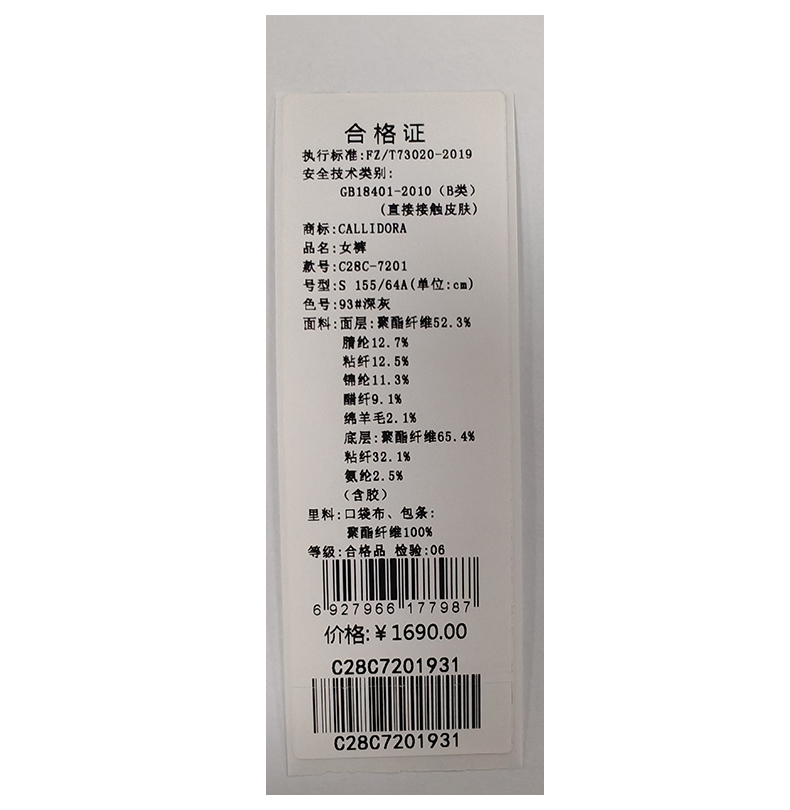 合格证
执行标准:FZ/T73020-2019
安全技术类别:
GB18401-2010（B类）
(直接接触皮肤)
商标:CALLIDORA
品名:女裤
款号:C28C-7201
号型:S 155/64A(单位:cm)
色号:93#深灰
面料:面层:聚酯纤维52.3%
腈纶12.7%
粘纤12.5%
锦纶11.3%
醋纤9.1%
绵羊毛2.1%
底层:聚酯纤维65.4%
粘纤32.1%
氨纶2.5%
（含胶）
里料:口袋布、包条:
聚酯纤维100%
等级:合格品 检验:06
6 927966 177987
价格:￥1690.00
C28C7201931
C28C7201931